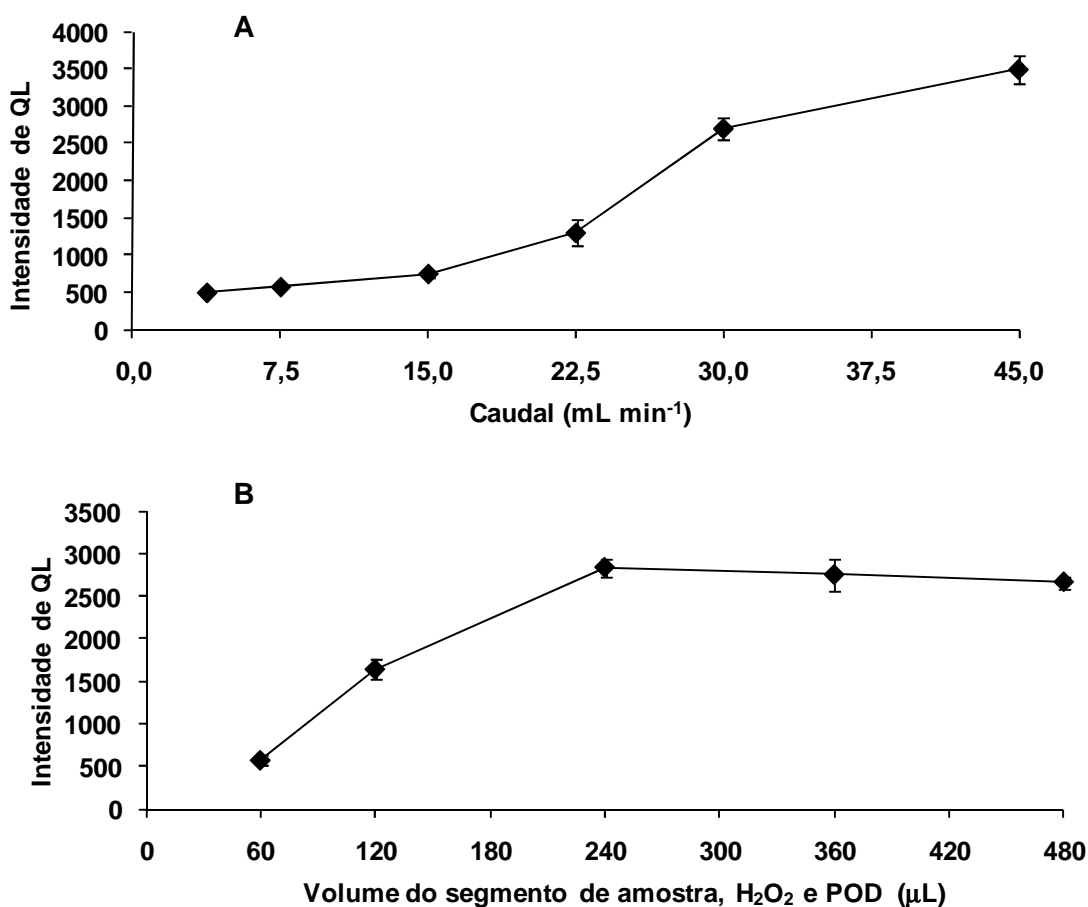 A
Intensidade de QL
4000
3500
3000
2500
2000
1500
1000
500
0
0,0 7,5 15,0 22,5 30,0 37,5 45,0
Caudal (mL min⁻¹)
B
Intensidade de QL
3500
3000
2500
2000
1500
1000
500
0
0 60 120 180 240 300 360 420 480
Volume do segmento de amostra, H₂O₂ e POD (μL)